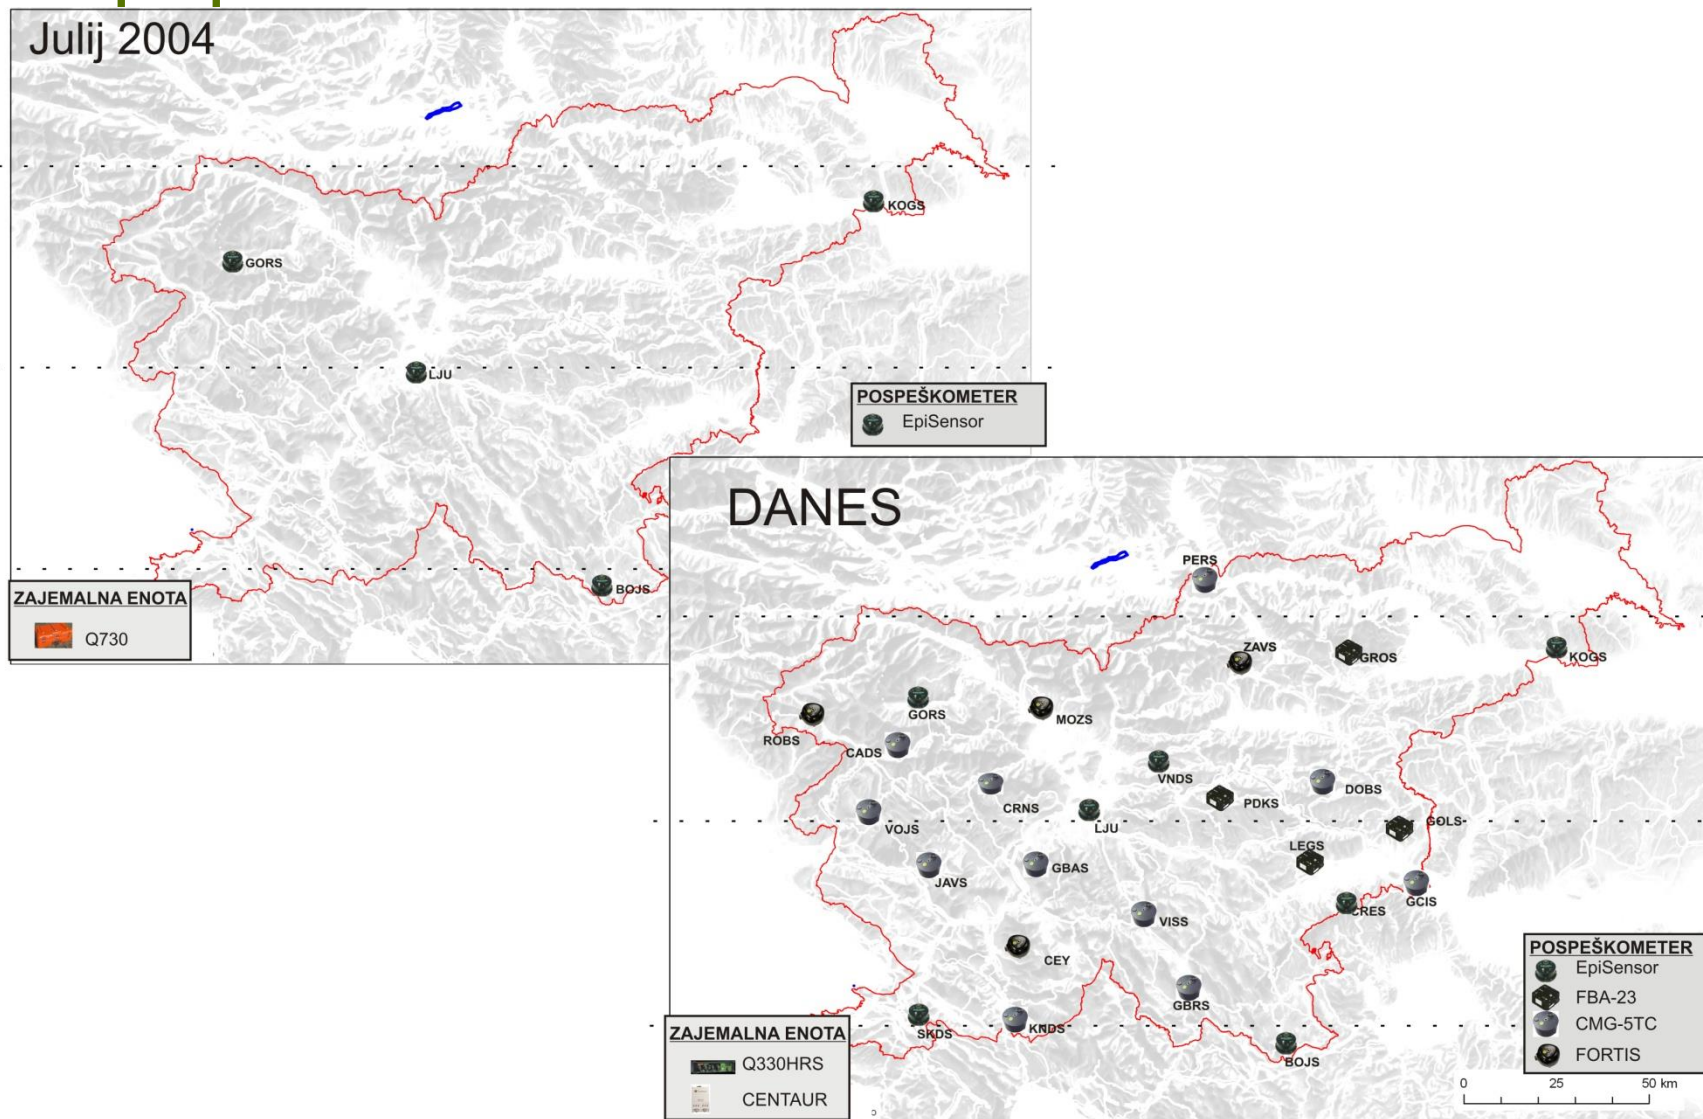 Julij 2004
KOGS
GORS
LJU
POSPEŠKOMETER
EpiSensor
BOJS
ZAJEMALNA ENOTA
Q730
DANES
PERS
ZAVS
GROS
KOGS
GORS
MOZS
ROBS
CADS
VNDS
DOBS
CRNS
PDKS
VOJS
LJU
GOLS
LEGS
JAVS
GBAS
GCIS
CRES
VISS
CEY
GBRS
SKDS
KNDS
BOJS
POSPEŠKOMETER
EpiSensor
FBA-23
CMG-5TC
FORTIS
ZAJEMALNA ENOTA
Q330HRS
CENTAUR
0 25 50 km